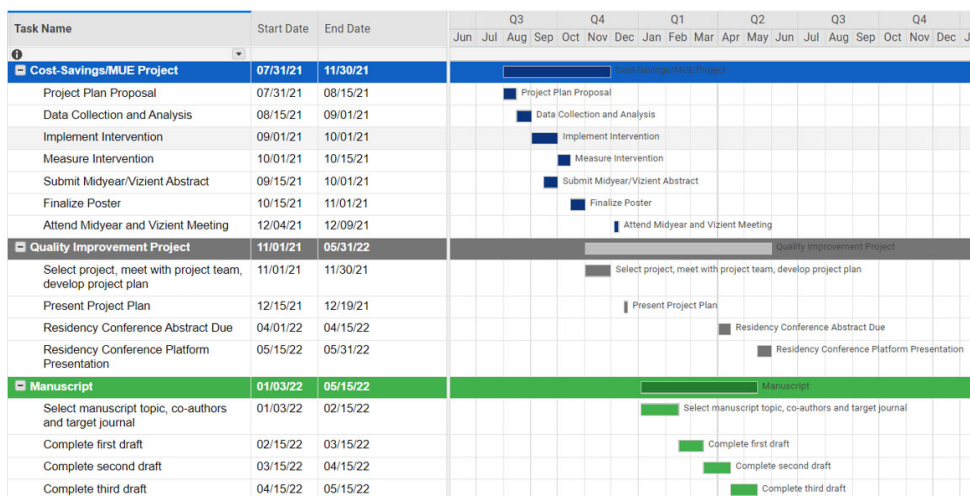 Task Name Start Date End Date Q3 Q4 Q1 Q2 Q3 Q4
Jun Jul Aug Sep Oct Nov Dec Jan Feb Mar Apr May Jun Jul Aug Sep Oct Nov Dec J
Cost-Savings/MUE Project 07/31/21 11/30/21 Cost-Savings/MUE Project
Project Plan Proposal 07/31/21 08/15/21 Project Plan Proposal
Data Collection and Analysis 08/15/21 09/01/21 Data Collection and Analysis
Implement Intervention 09/01/21 10/01/21 Implement Intervention
Measure Intervention 10/01/21 10/15/21 Measure Intervention
Submit Midyear/Vizient Abstract 09/15/21 10/01/21 Submit Midyear/Vizient Abstract
Finalize Poster 10/15/21 11/01/21 Finalize Poster
Attend Midyear and Vizient Meeting 12/04/21 12/09/21 Attend Midyear and Vizient Meeting
Quality Improvement Project 11/01/21 05/31/22 Quality Improvement Project
Select project, meet with project team, 11/01/21 11/30/21 Select project, meet with project team, develop project plan
develop project plan
Present Project Plan 12/15/21 12/19/21 Present Project Plan
Residency Conference Abstract Due 04/01/22 04/15/22 Residency Conference Abstract Due
Residency Conference Platform 05/15/22 05/31/22 Residency Conference Platform Presentation
Presentation
Manuscript 01/03/22 05/15/22 Manuscript
Select manuscript topic, co-authors 01/03/22 02/15/22 Select manuscript topic, co-authors and target journal
and target journal
Complete first draft 02/15/22 03/15/22 Complete first draft
Complete second draft 03/15/22 04/15/22 Complete second draft
Complete third draft 04/15/22 05/15/22 Complete third draft